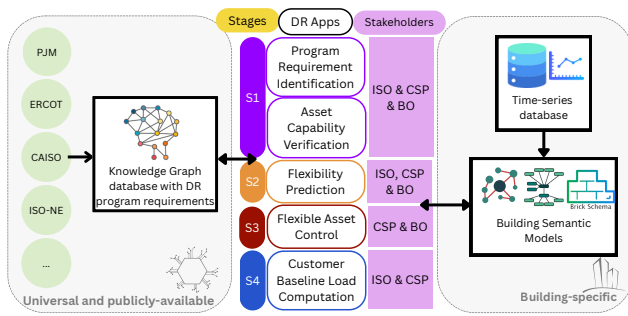 PJM
ERCOT
CAISO
ISO-NE
...
Knowledge Graph
database with DR
program requirements
Universal and publicly-available
Stages
DR Apps
Stakeholders
S1
Program
Requirement
Identification
Asset
Capability
Verification
ISO & CSP
& BO
S2
Flexibility
Prediction
ISO, CSP
& BO
S3
Flexible Asset
Control
CSP & BO
S4
Customer
Baseline Load
Computation
ISO & CSP
Time-series
database
Brick Schema
Building Semantic
Models
Building-specific